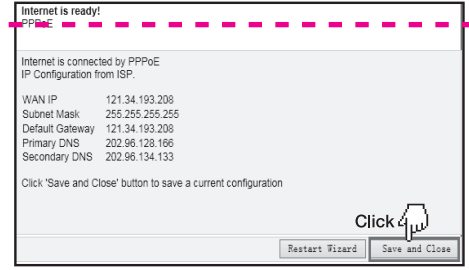 Internet is ready!
PPPoE
Internet is connected by PPPoE
IP Configuration from ISP.
WAN IP 121.34.193.208
Subnet Mask 255.255.255.255
Default Gateway 121.34.193.208
Primary DNS 202.96.128.166
Secondary DNS 202.96.134.133
Click 'Save and Close' button to save a current configuration
Click
Restart Wizard Save and Close